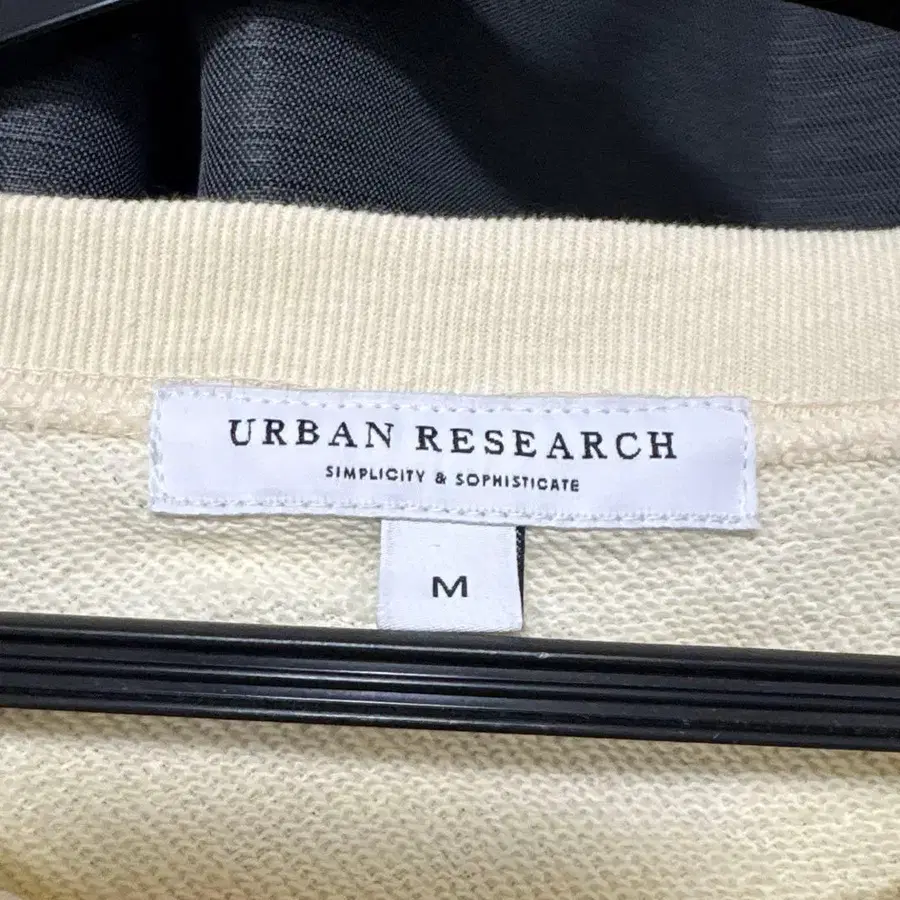 URBAN RESEARCH
SIMPLICITY & SOPHISTICATE
M